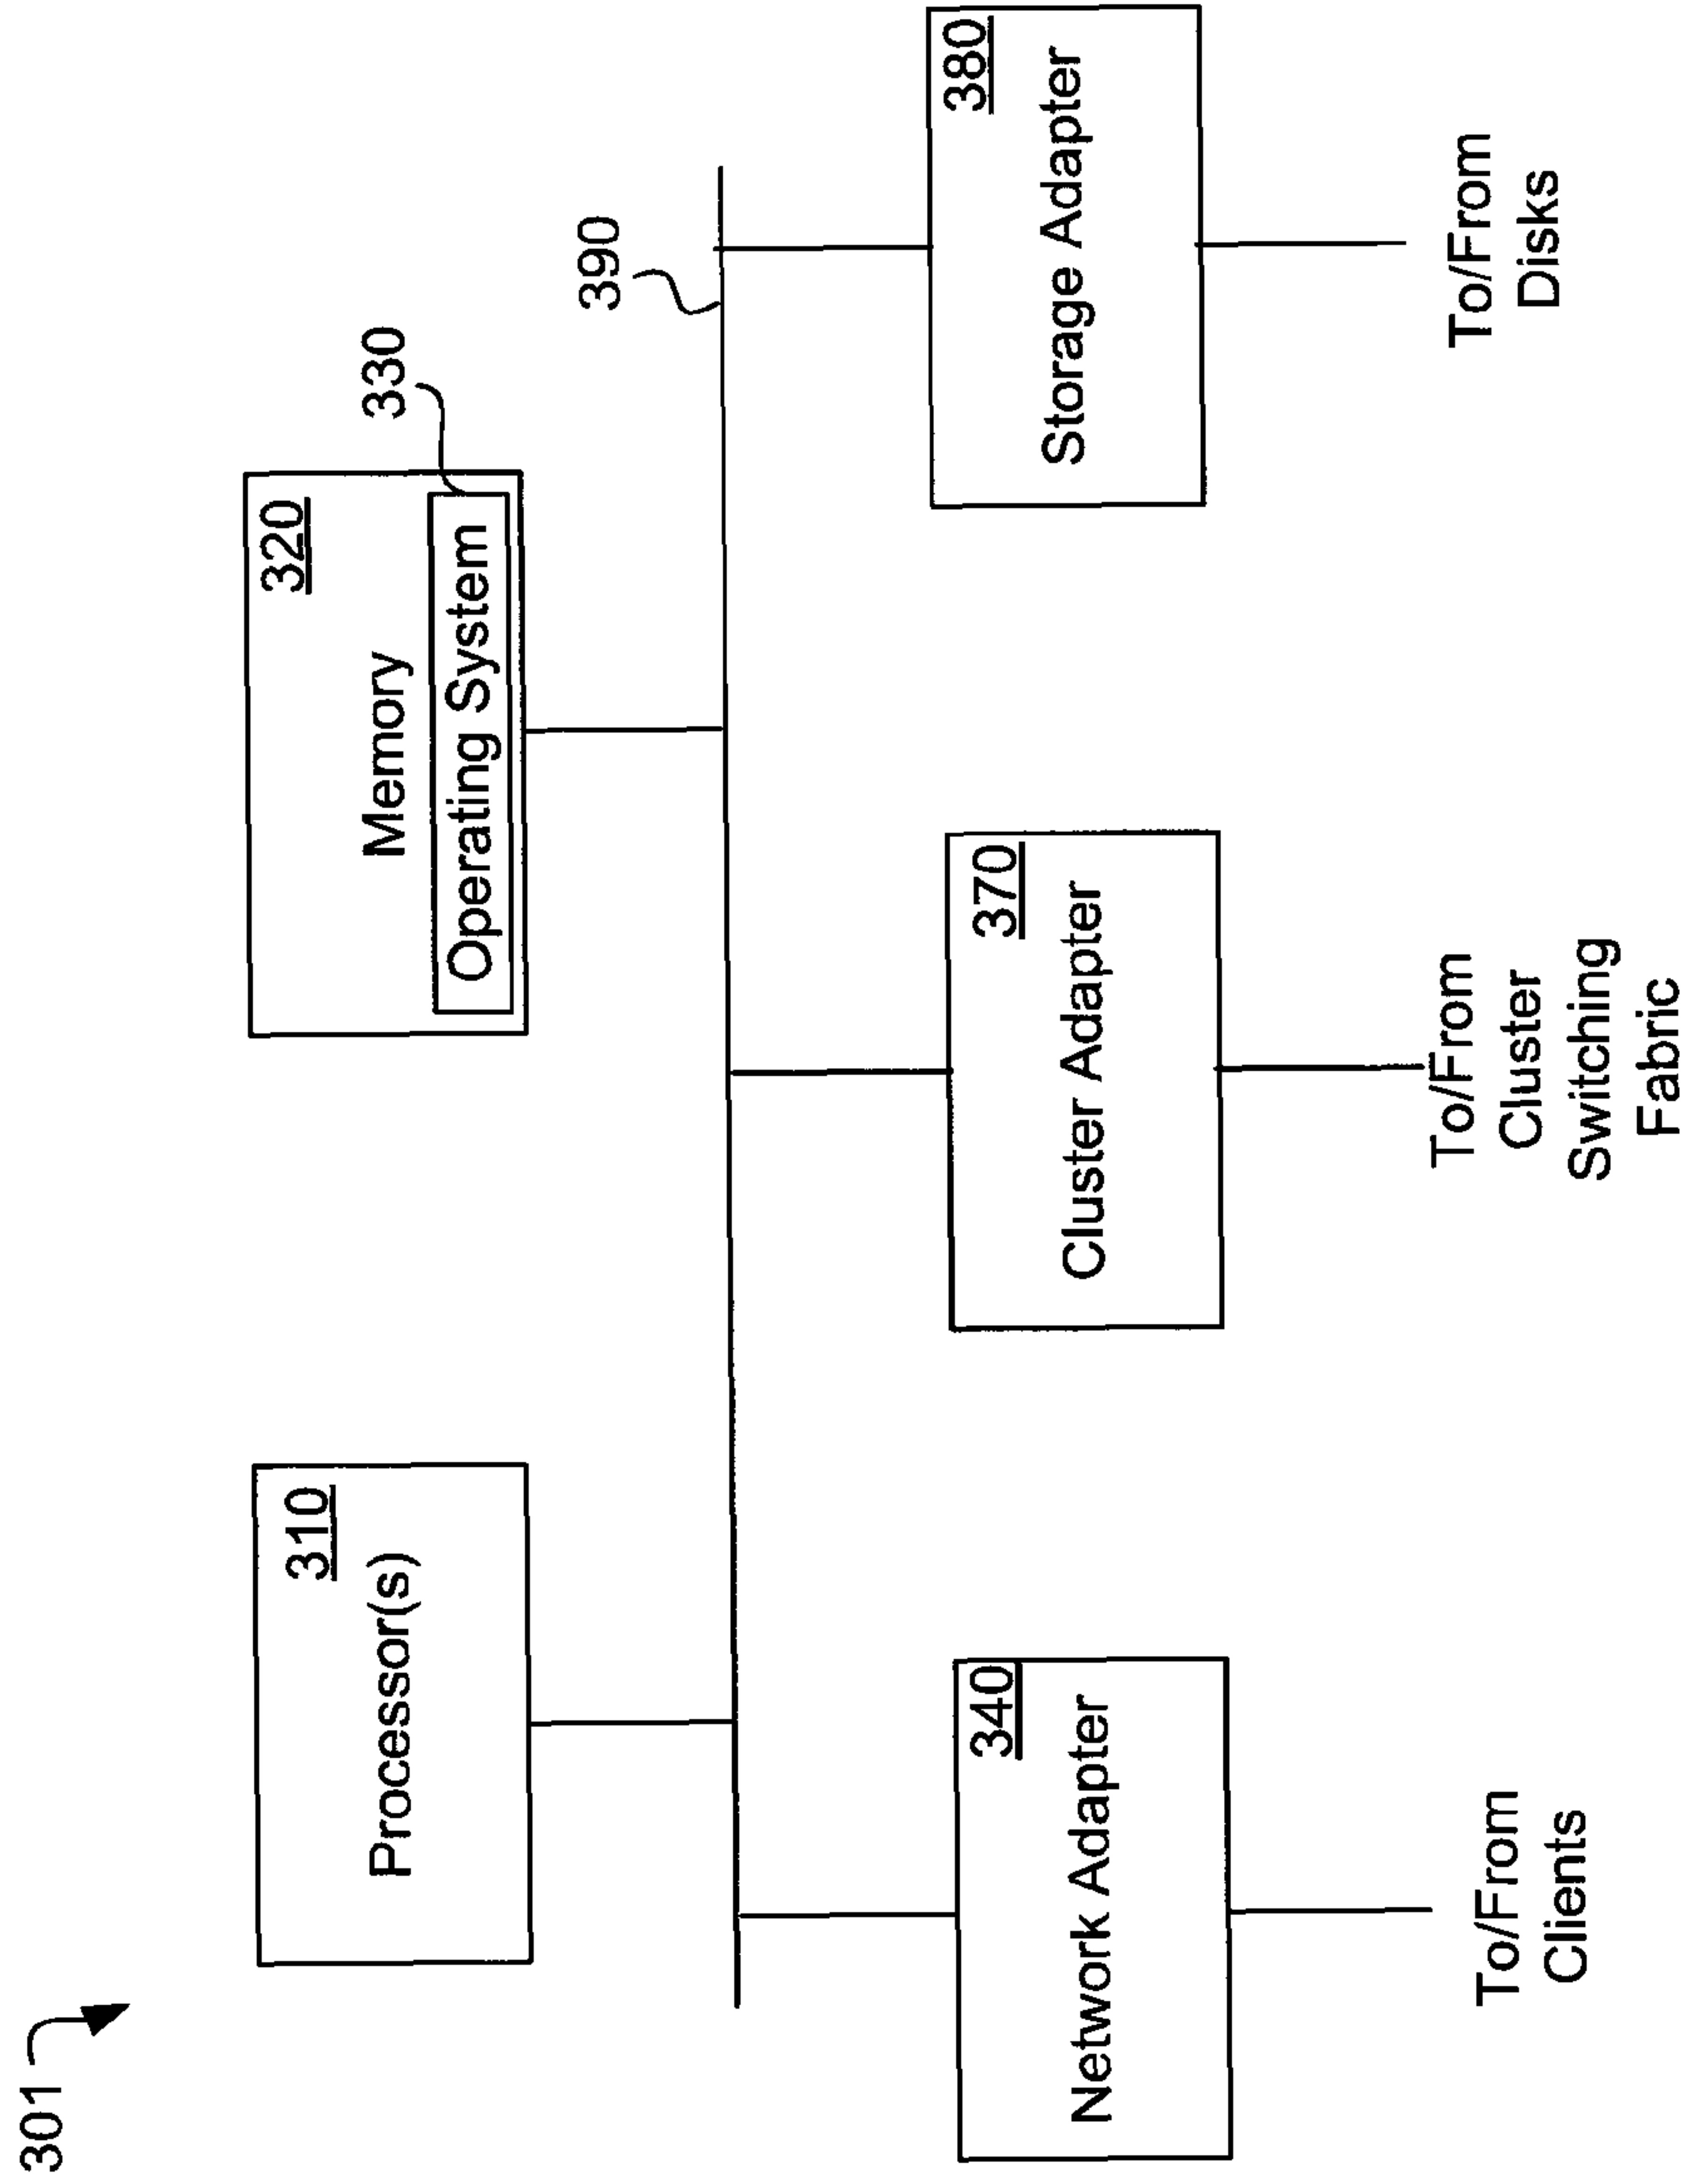 301
310
Processor(s)
320
Memory
Operating System
330
390
340
Network Adapter
370
Cluster Adapter
380
Storage Adapter
To/From
Clients
To/From
Cluster
Switching
Fabric
To/From
Disks